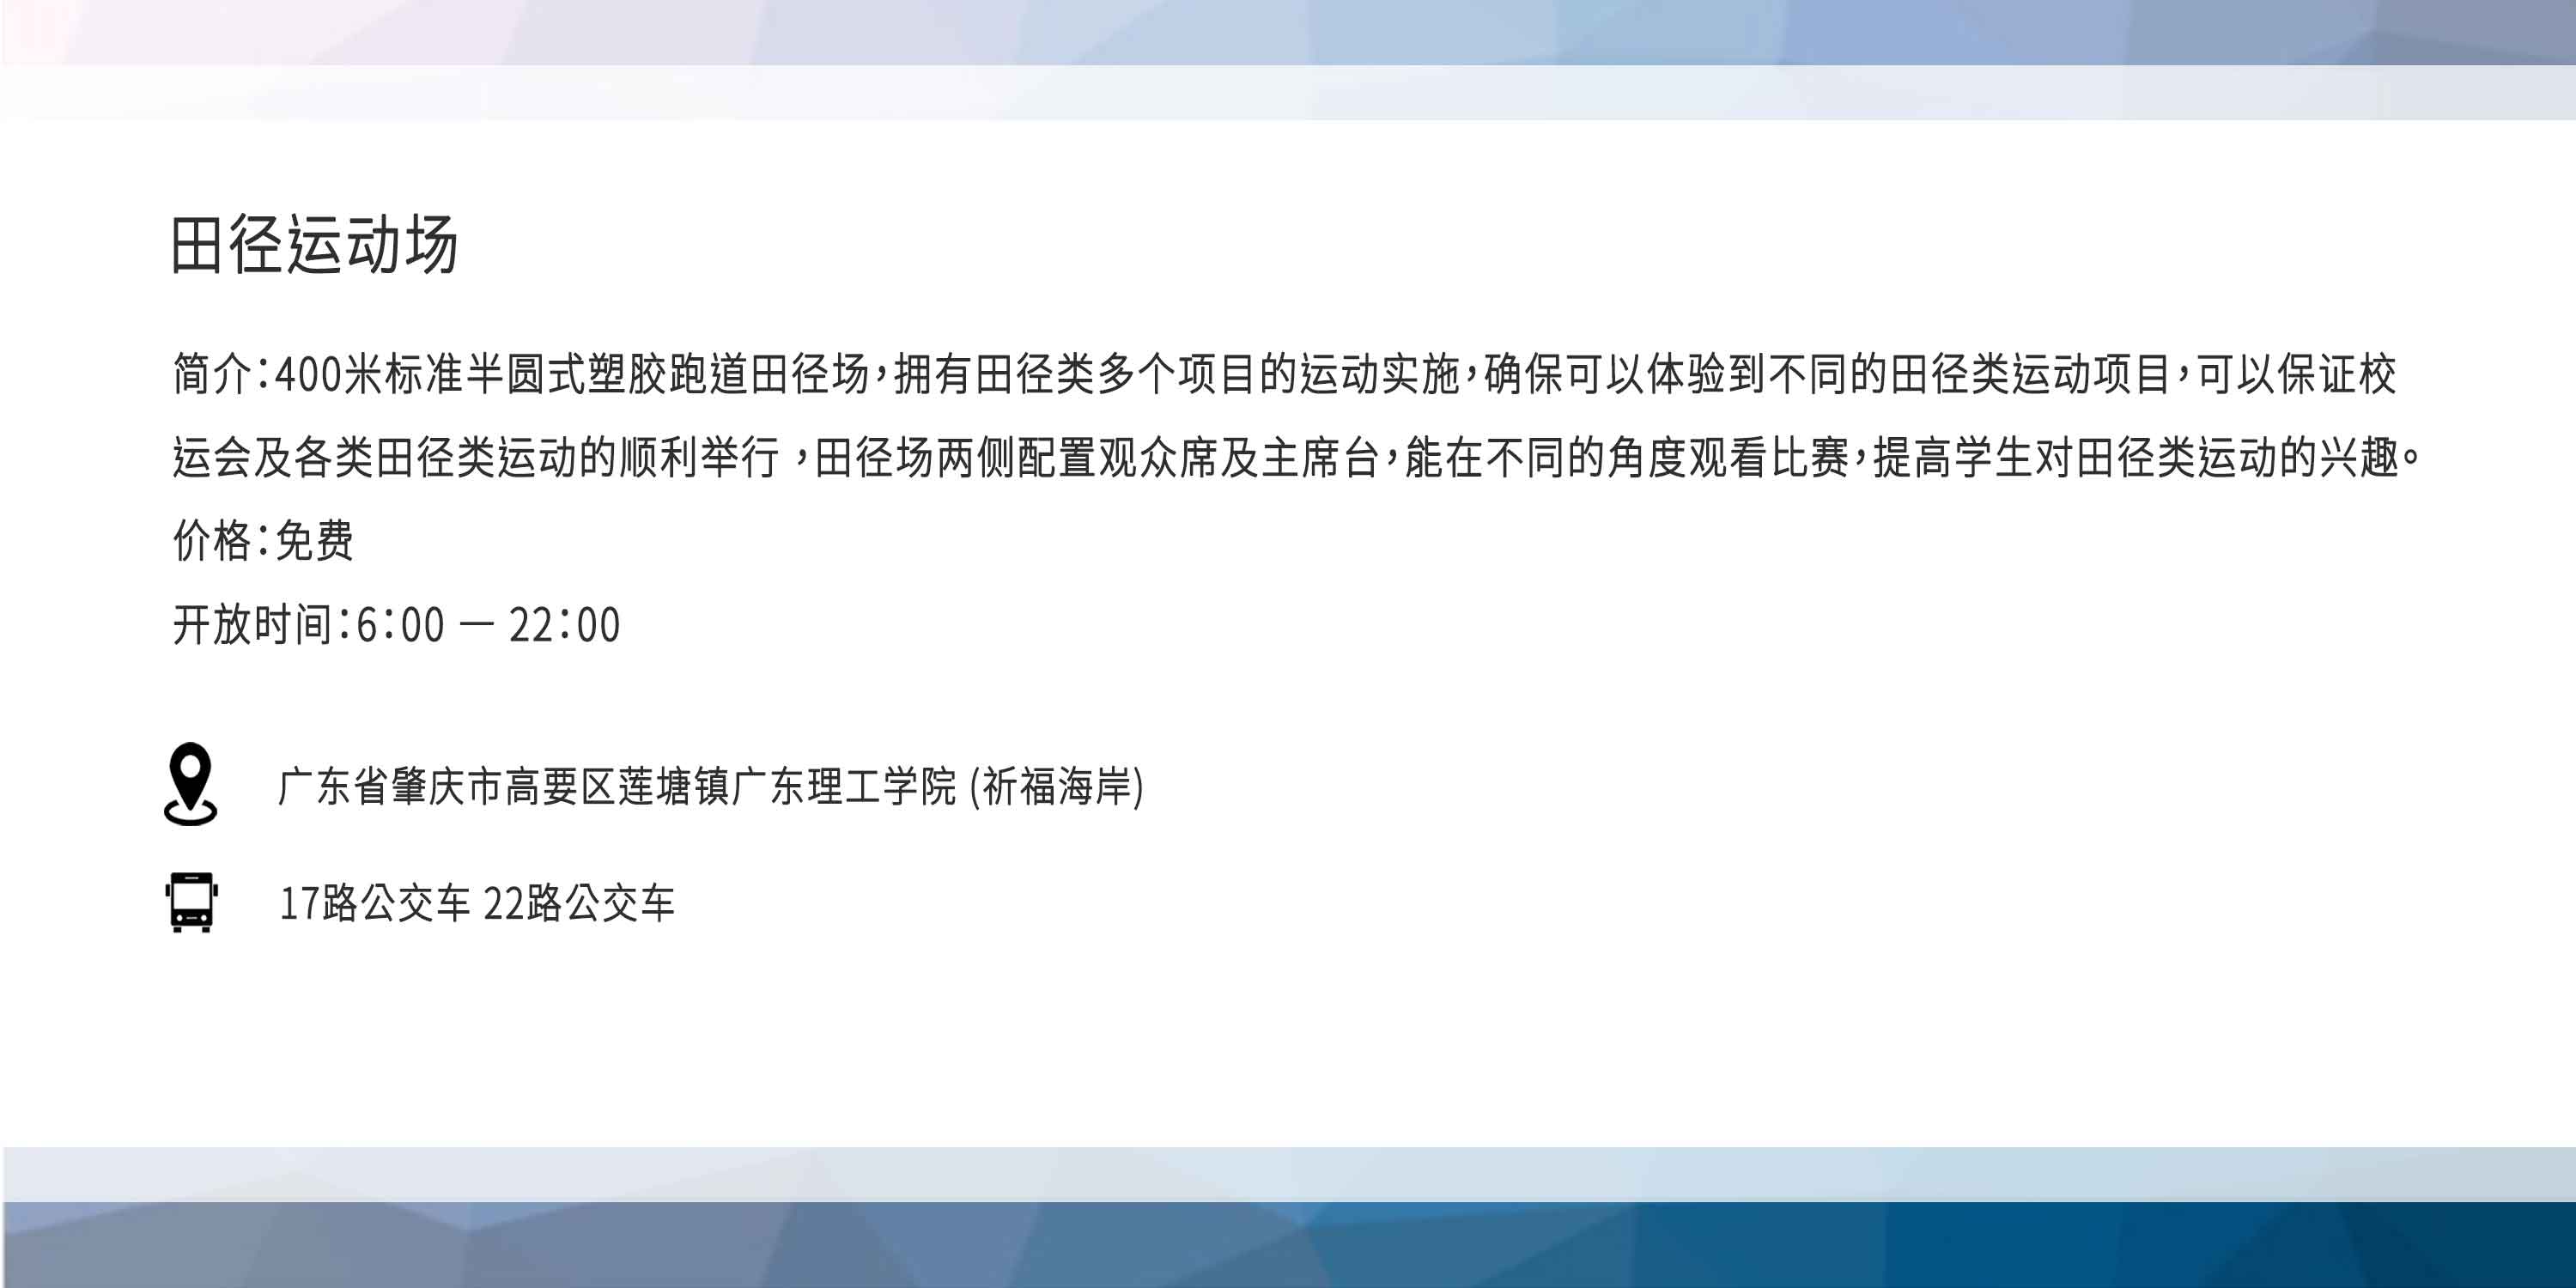 田径运动场
简介:400米标准半圆式塑胶跑道田径场,拥有田径类多个项目的运动实施,确保可以体验到不同的田径类运动项目,可以保证校
运会及各类田径类运动的顺利举行 ,田径场两侧配置观众席及主席台,能在不同的角度观看比赛,提高学生对田径类运动的兴趣。
价格:免费
开放时间:6:00 — 22:00
广东省肇庆市高要区莲塘镇广东理工学院 (祈福海岸)
17路公交车 22路公交车